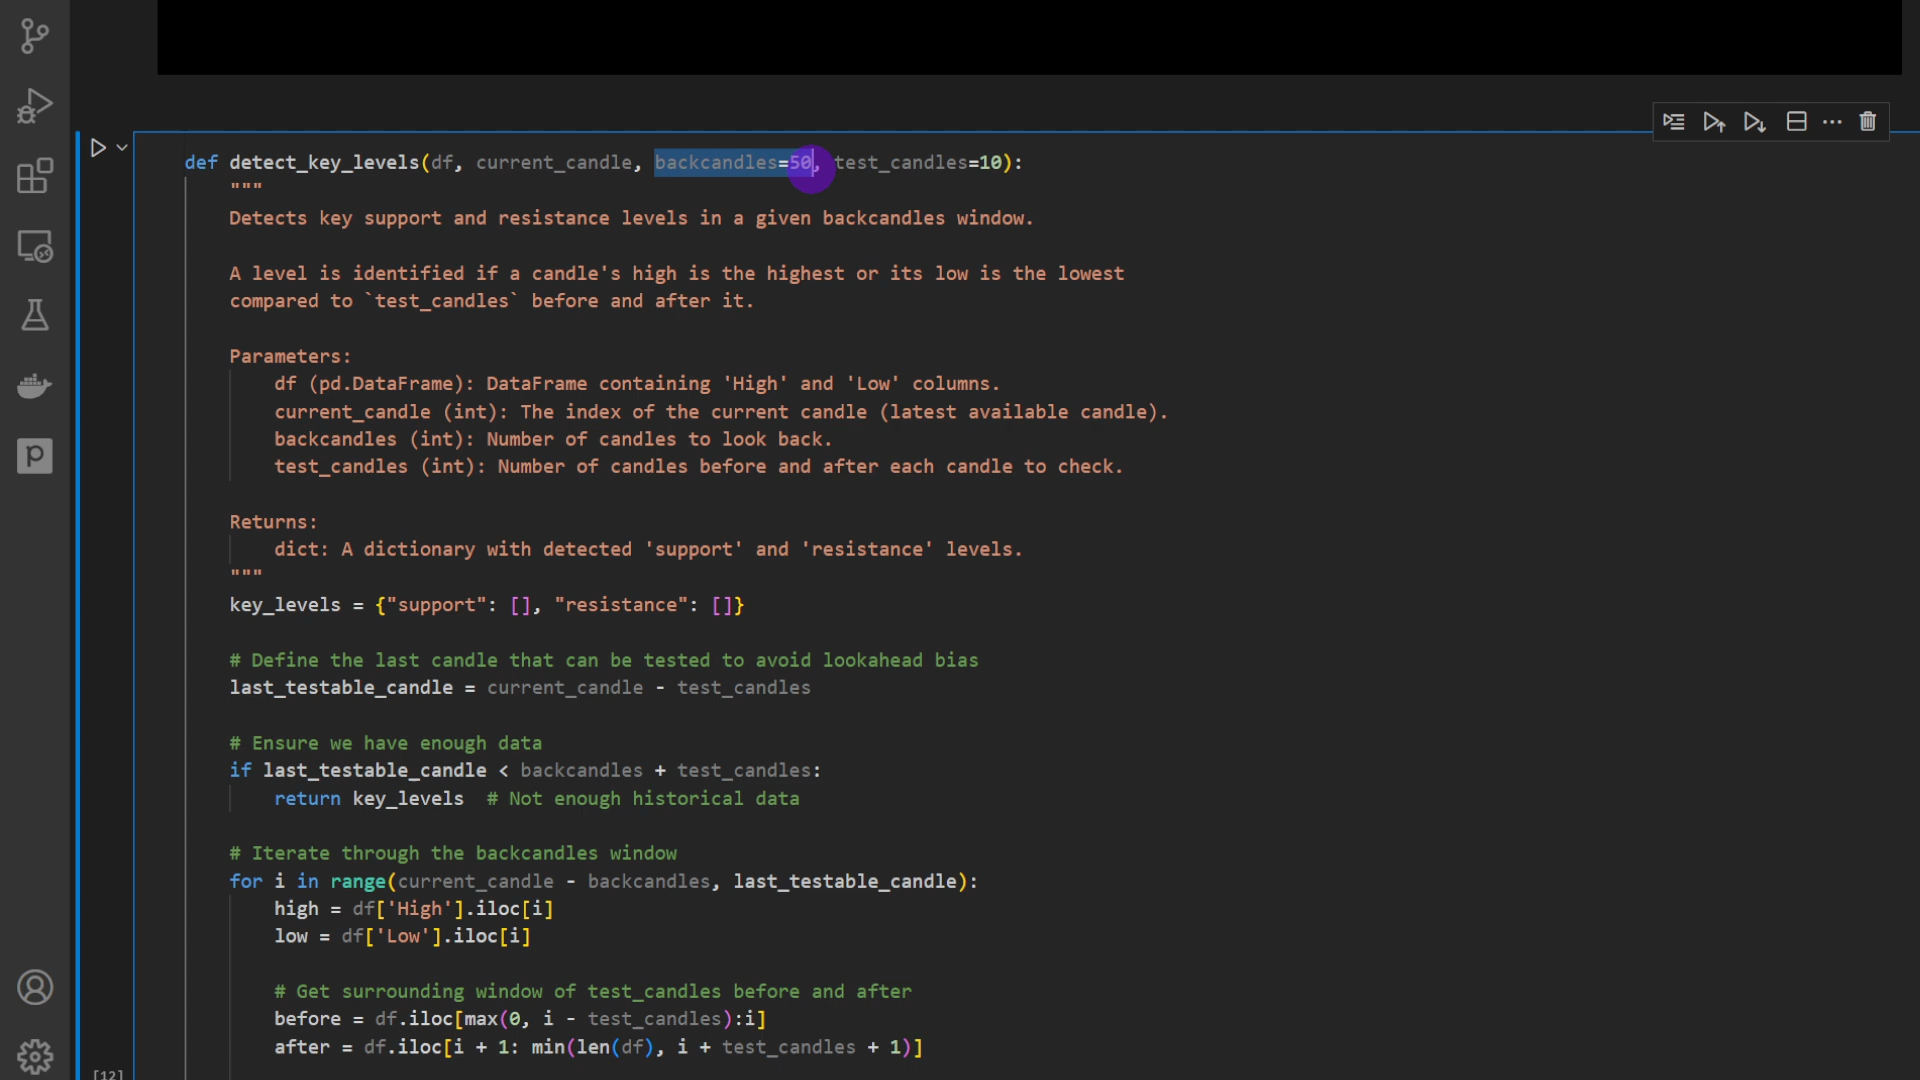 def detect_key_levels(df, current_candle, backcandles=50, test_candles=10):
"""
Detects key support and resistance levels in a given backcandles window.
A level is identified if a candle's high is the highest or its low is the lowest
compared to `test_candles` before and after it.
Parameters:
df (pd.DataFrame): DataFrame containing 'High' and 'Low' columns.
current_candle (int): The index of the current candle (latest available candle).
backcandles (int): Number of candles to look back.
test_candles (int): Number of candles before and after each candle to check.
Returns:
dict: A dictionary with detected 'support' and 'resistance' levels.
"""
key_levels = {"support": [], "resistance": []}
# Define the last candle that can be tested to avoid lookahead bias
last_testable_candle = current_candle - test_candles
# Ensure we have enough data
if last_testable_candle < backcandles + test_candles:
return key_levels  # Not enough historical data
# Iterate through the backcandles window
for i in range(current_candle - backcandles, last_testable_candle):
high = df['High'].iloc[i]
low = df['Low'].iloc[i]
# Get surrounding window of test_candles before and after
before = df.iloc[max(0, i - test_candles):i]
after = df.iloc[i + 1: min(len(df), i + test_candles + 1)]
[12]